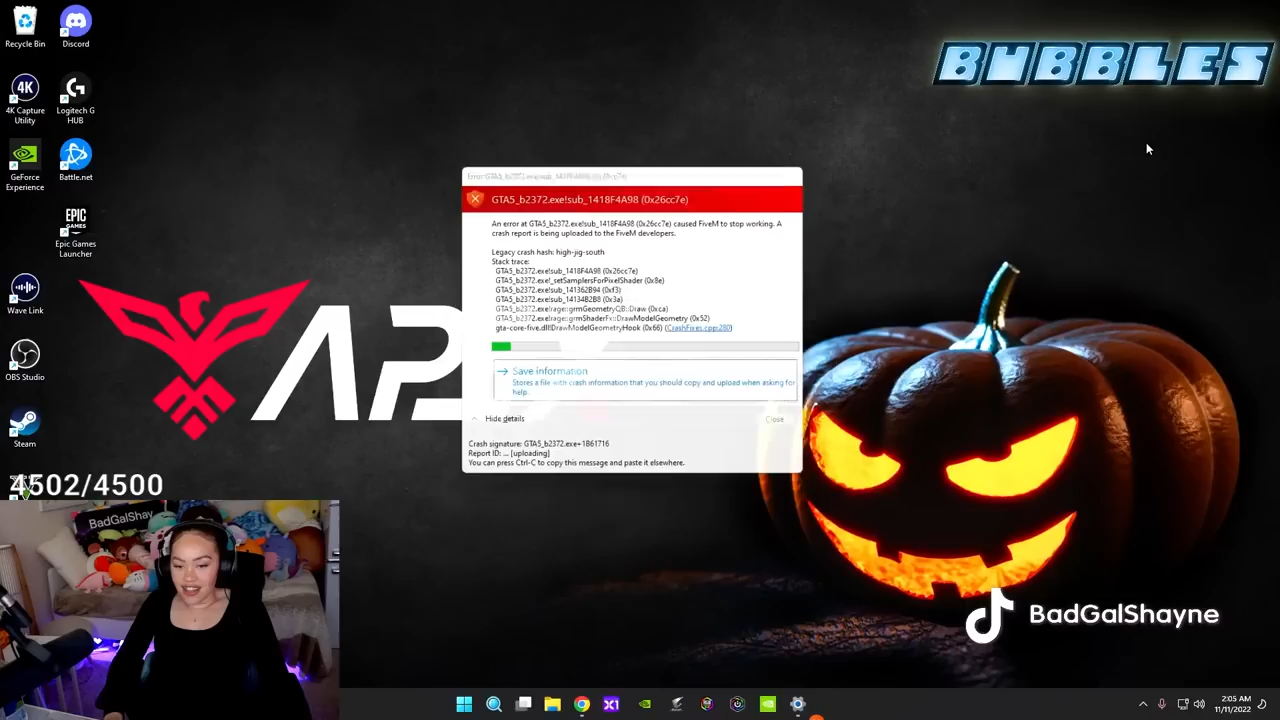 Recycle Bin
Discord
BUBBLES
4K
4K Capture
Utility
Logitech G
HUB
GeForce
Experience
Battle.net
EPIC
GAMES
Epic Games
Launcher
Wave Link
OBS Studio
Steam
GTA5_b2372.exe!sub_1418F4A98 (0x26cc7e)
An error at GTA5_b2372.exe!sub_1418F4A98 (0x26cc7e) caused FiveM to stop working. A
crash report is being uploaded to the FiveM developers.
Legacy crash hash: high-jig-south
Stack trace:
GTA5_b2372.exe!sub_1418F4A98 (0x26cc7e)
GTA5_b2372.exe!_setSamplersForPixelShader (0x8e)
GTA5_b2372.exe!sub_141362B94 (0xf3)
GTA5_b2372.exe!sub_14134B2B8 (0x3a)
GTA5_b2372.exe!rage::grmGeometryQB::Draw (0xca)
GTA5_b2372.exe!rage::grmShaderFx::DrawModelGeometry (0x52)
gta-core-five.dll!DrawModelGeometryHook (0x66) (CrashFixes.cpp:280)
Save information
Stores a file with crash information that you should copy and upload when asking for
help.
Hide details
Close
Crash signature: GTA5_b2372.exe+1B61716
Report ID: ... [uploading]
You can press Ctrl-C to copy this message and paste it elsewhere.
4502/4500
BadGalShay
BadGalShayne
X1
2:05 AM
11/11/2022